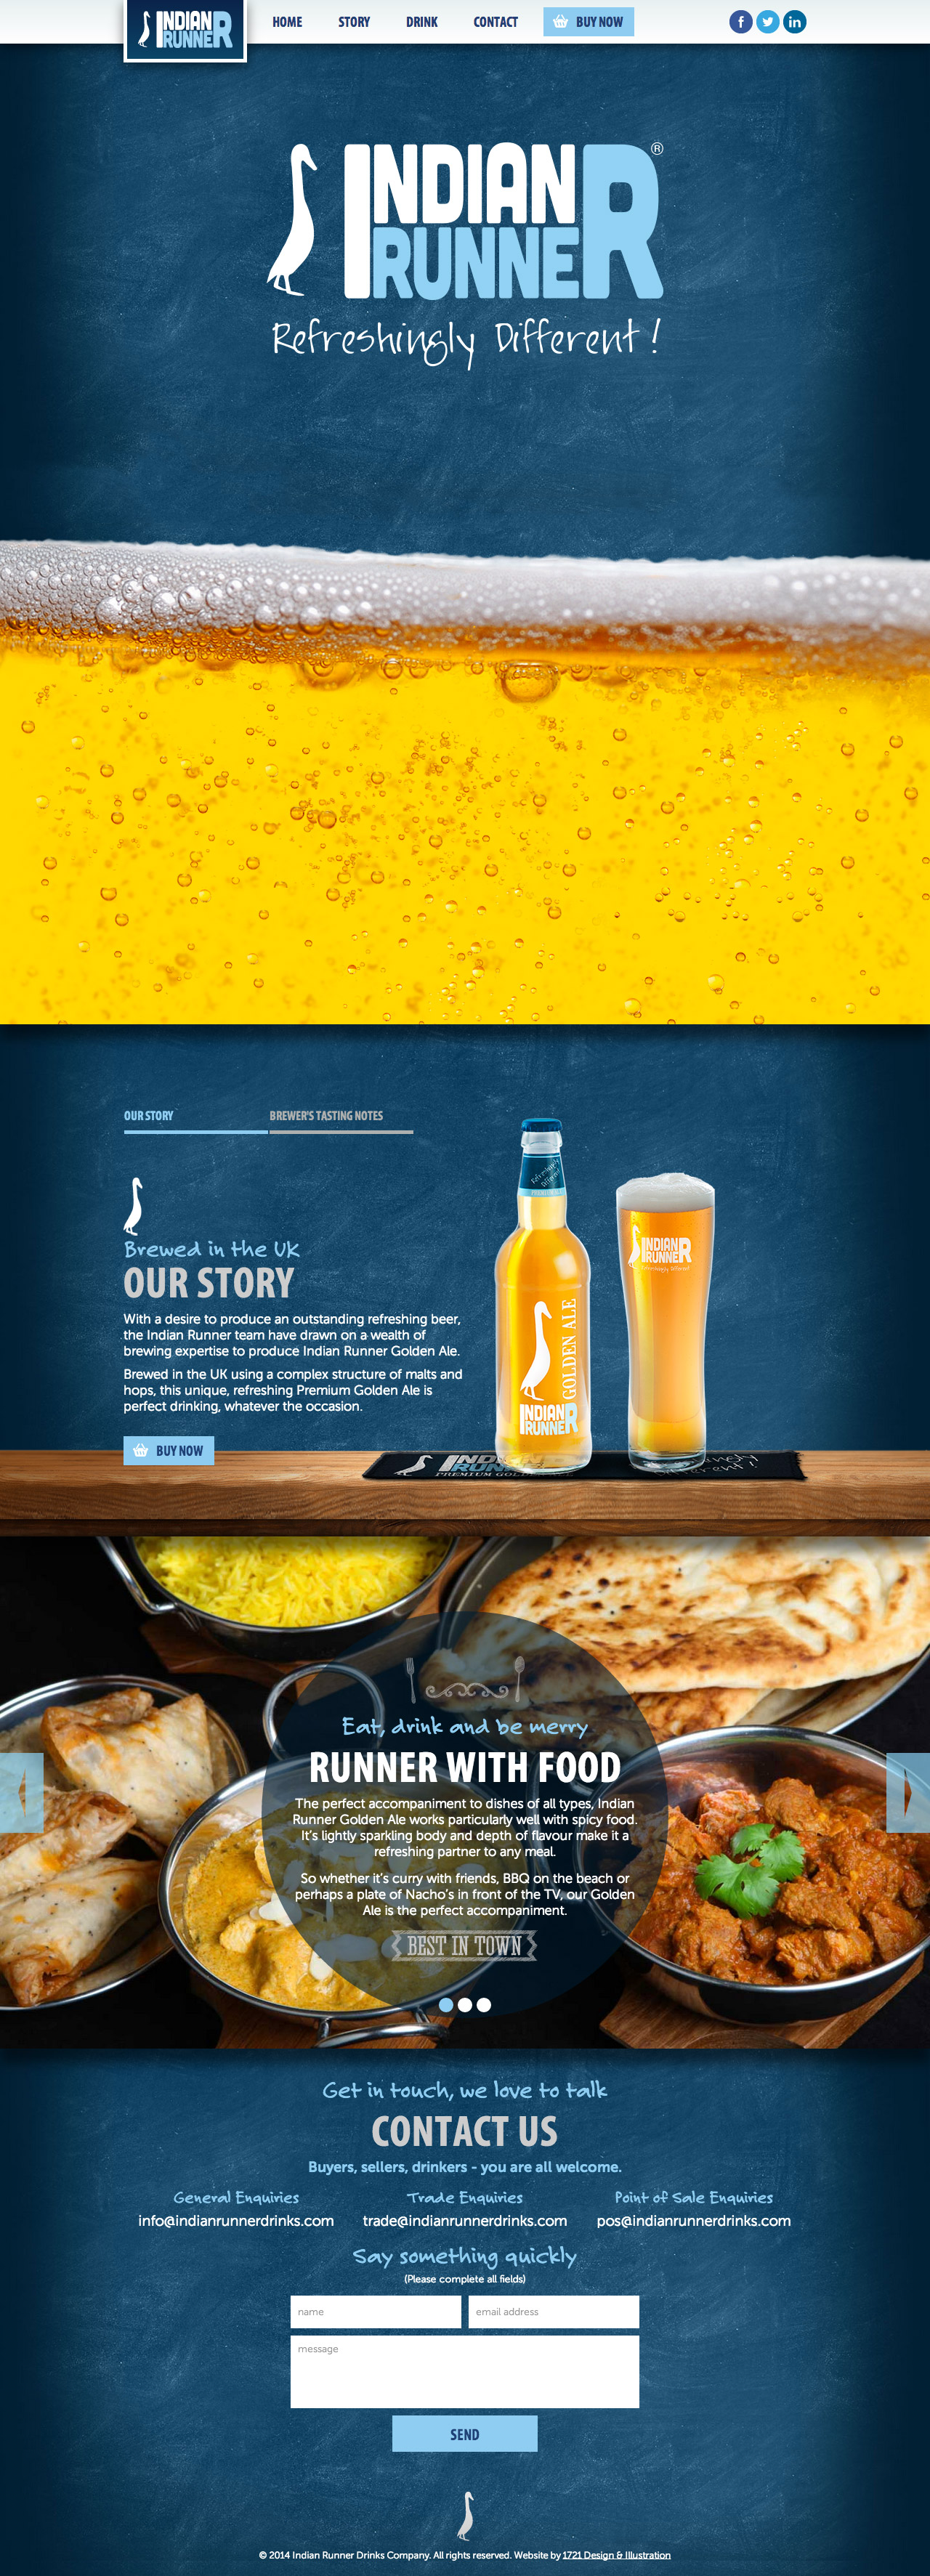 INDIAN
RUNNER
HOME
STORY
DRINK
CONTACT
BUY NOW
f
in
INDIAN ®
RUNNER
Refreshingly Different !
OUR STORY
BREWER'S TASTING NOTES
Brewed in the UK
OUR STORY
With a desire to produce an outstanding refreshing beer,
the Indian Runner team have drawn on a wealth of
brewing expertise to produce Indian Runner Golden Ale.
Brewed in the UK using a complex structure of malts and
hops, this unique, refreshing Premium Golden Ale is
perfect drinking, whatever the occasion.
BUY NOW
Refreshingly
Different
PREMIUM
GOLDEN ALE
INDIAN
RUNNER
INDIAN
RUNNER
Refreshingly Different
PREMIUM
Different !
Eat, drink and be merry
RUNNER WITH FOOD
The perfect accompaniment to dishes of all types, Indian
Runner Golden Ale works particularly well with spicy food.
It's lightly sparkling body and depth of flavour make it a
refreshing partner to any meal.
So whether it's curry with friends, BBQ on the beach or
perhaps a plate of Nacho's in front of the TV, our Golden
Ale is the perfect accompaniment.
BEST IN TOWN
Get in touch, we love to talk
CONTACT US
Buyers, sellers, drinkers - you are all welcome.
General Enquiries
info@indianrunnerdrinks.com
Trade Enquiries
trade@indianrunnerdrinks.com
Point of Sale Enquiries
pos@indianrunnerdrinks.com
Say something quickly
(Please complete all fields)
name
email address
message
SEND
© 2014 Indian Runner Drinks Company. All rights reserved. Website by 1721 Design & Illustration